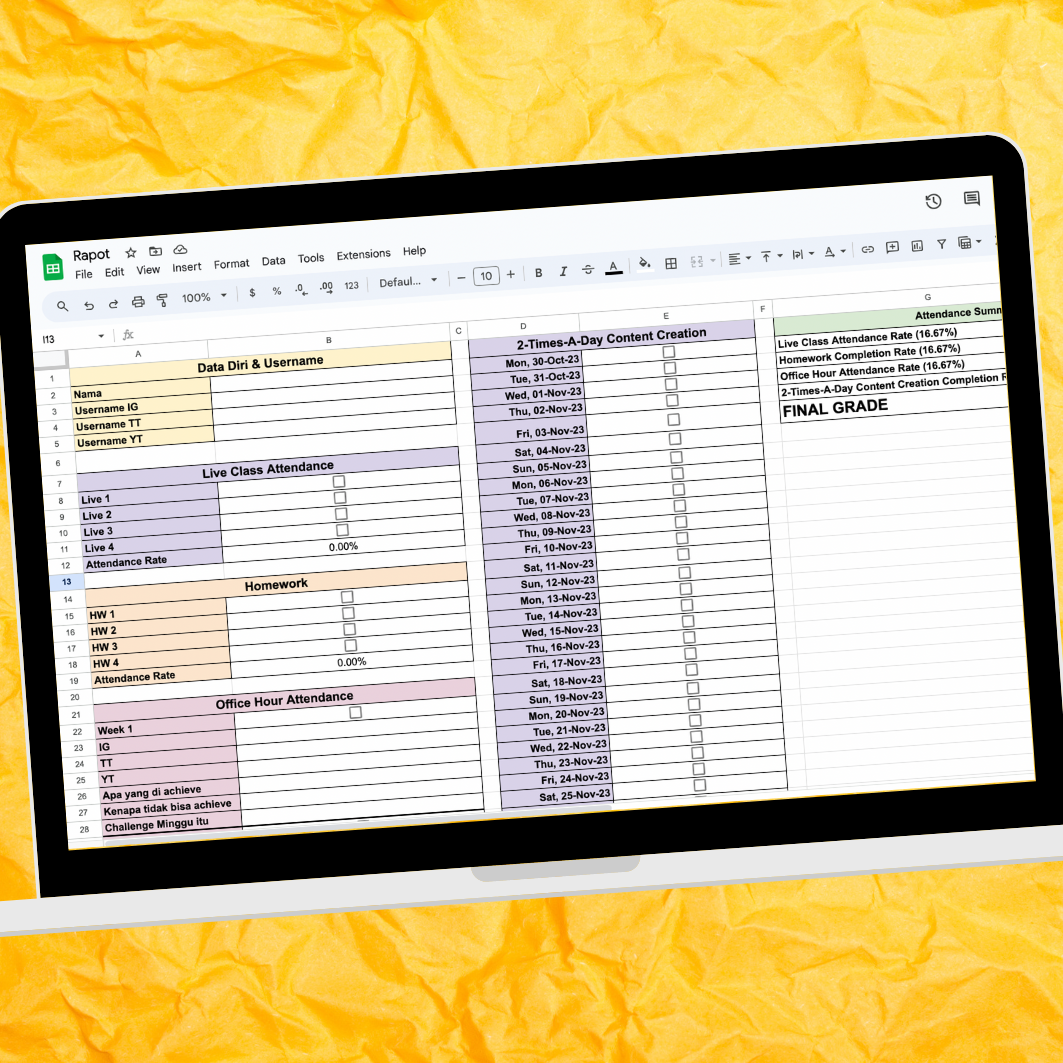 Rapot
File Edit View Insert Format Data Tools Extensions Help
100% $ % .0 .00 123 Defaul... 10 B I S A
I13 fx
A B C D E F G
1 Data Diri & Username
2 Nama
3 Username IG
4 Username TT
5 Username YT
6
7 Live Class Attendance
8 Live 1
9 Live 2
10 Live 3
11 Live 4
12 Attendance Rate 0.00%
13
14 Homework
15 HW 1
16 HW 2
17 HW 3
18 HW 4
19 Attendance Rate 0.00%
20
21 Office Hour Attendance
22 Week 1
23 IG
24 TT
25 YT
26 Apa yang di achieve
27 Kenapa tidak bisa achieve
28 Challenge Minggu itu
2-Times-A-Day Content Creation
Mon, 30-Oct-23
Tue, 31-Oct-23
Wed, 01-Nov-23
Thu, 02-Nov-23
Fri, 03-Nov-23
Sat, 04-Nov-23
Sun, 05-Nov-23
Mon, 06-Nov-23
Tue, 07-Nov-23
Wed, 08-Nov-23
Thu, 09-Nov-23
Fri, 10-Nov-23
Sat, 11-Nov-23
Sun, 12-Nov-23
Mon, 13-Nov-23
Tue, 14-Nov-23
Wed, 15-Nov-23
Thu, 16-Nov-23
Fri, 17-Nov-23
Sat, 18-Nov-23
Sun, 19-Nov-23
Mon, 20-Nov-23
Tue, 21-Nov-23
Wed, 22-Nov-23
Thu, 23-Nov-23
Fri, 24-Nov-23
Sat, 25-Nov-23
Attendance Summ
Live Class Attendance Rate (16.67%)
Homework Completion Rate (16.67%)
Office Hour Attendance Rate (16.67%)
2-Times-A-Day Content Creation Completion R
FINAL GRADE